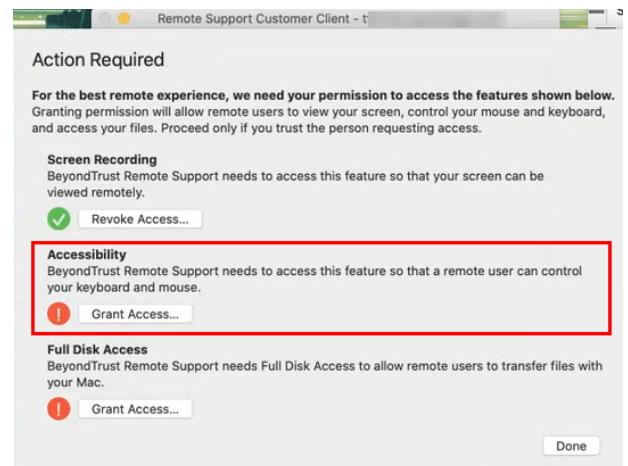 Remote Support Customer Client - t
Action Required
For the best remote experience, we need your permission to access the features shown below.
Granting permission will allow remote users to view your screen, control your mouse and keyboard,
and access your files. Proceed only if you trust the person requesting access.
Screen Recording
BeyondTrust Remote Support needs to access this feature so that your screen can be
viewed remotely.
Revoke Access...
Accessibility
BeyondTrust Remote Support needs to access this feature so that a remote user can control
your keyboard and mouse.
Grant Access...
Full Disk Access
BeyondTrust Remote Support needs Full Disk Access to allow remote users to transfer files with
your Mac.
Grant Access...
Done